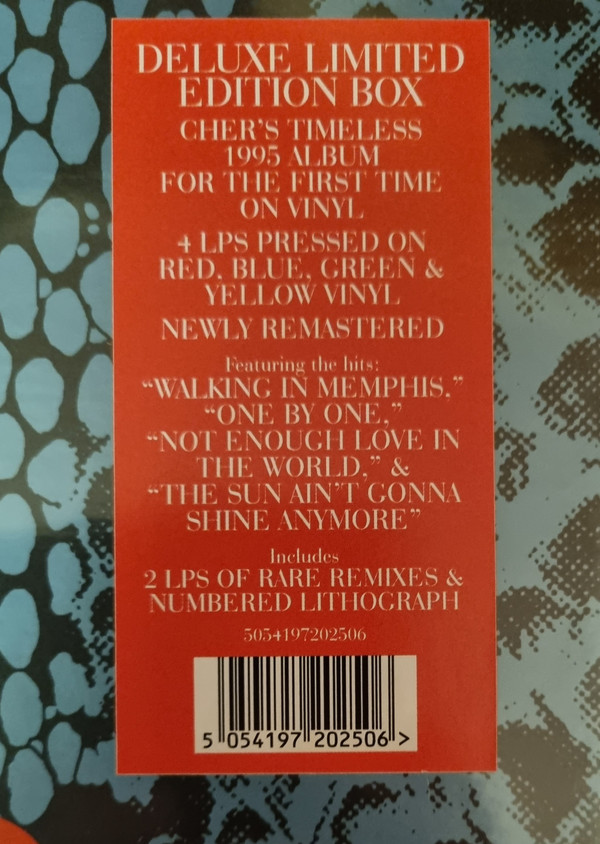 DELUXE LIMITED
EDITION BOX
CHER'S TIMELESS
1995 ALBUM
FOR THE FIRST TIME
ON VINYL
4 LPS PRESSED ON
RED, BLUE, GREEN &
YELLOW VINYL
NEWLY REMASTERED
Featuring the hits:
“WALKING IN MEMPHIS,”
“ONE BY ONE,”
“NOT ENOUGH LOVE IN
THE WORLD,” &
“THE SUN AIN'T GONNA
SHINE ANYMORE”
Includes
2 LPS OF RARE REMIXES &
NUMBERED LITHOGRAPH
5054197202506
5 054197 202506 >